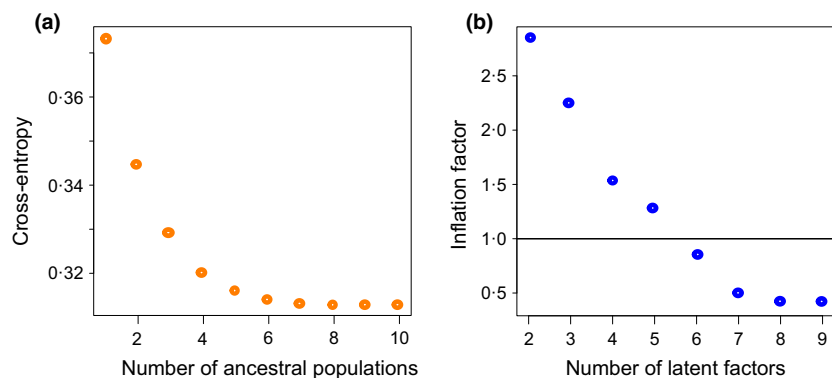 (a)
Cross-entropy
0·36
0·34
0·32
2 4 6 8 10
Number of ancestral populations
(b)
Inflation factor
2·5
2·0
1·5
1·0
0·5
2 3 4 5 6 7 8 9
Number of latent factors